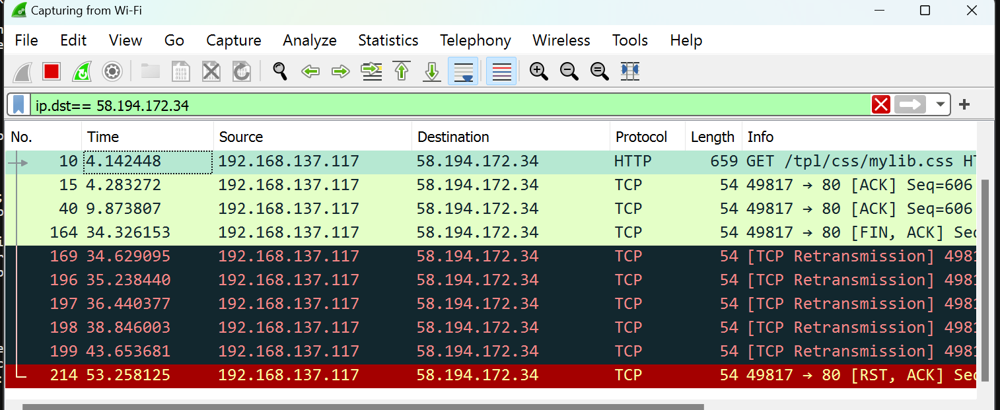 Capturing from Wi-Fi
File Edit View Go Capture Analyze Statistics Telephony Wireless Tools Help
ip.dst== 58.194.172.34
No. Time Source Destination Protocol Length Info
10 4.142448 192.168.137.117 58.194.172.34 HTTP 659 GET /tpl/css/mylib.css
15 4.283272 192.168.137.117 58.194.172.34 TCP 54 49817 → 80 [ACK] Seq=606
40 9.873807 192.168.137.117 58.194.172.34 TCP 54 49817 → 80 [ACK] Seq=606
164 34.326153 192.168.137.117 58.194.172.34 TCP 54 49817 → 80 [FIN, ACK]
169 34.629095 192.168.137.117 58.194.172.34 TCP 54 [TCP Retransmission]
196 35.238440 192.168.137.117 58.194.172.34 TCP 54 [TCP Retransmission]
197 36.440377 192.168.137.117 58.194.172.34 TCP 54 [TCP Retransmission]
198 38.846003 192.168.137.117 58.194.172.34 TCP 54 [TCP Retransmission]
199 43.653681 192.168.137.117 58.194.172.34 TCP 54 [TCP Retransmission]
214 53.258125 192.168.137.117 58.194.172.34 TCP 54 49817 → 80 [RST, ACK]